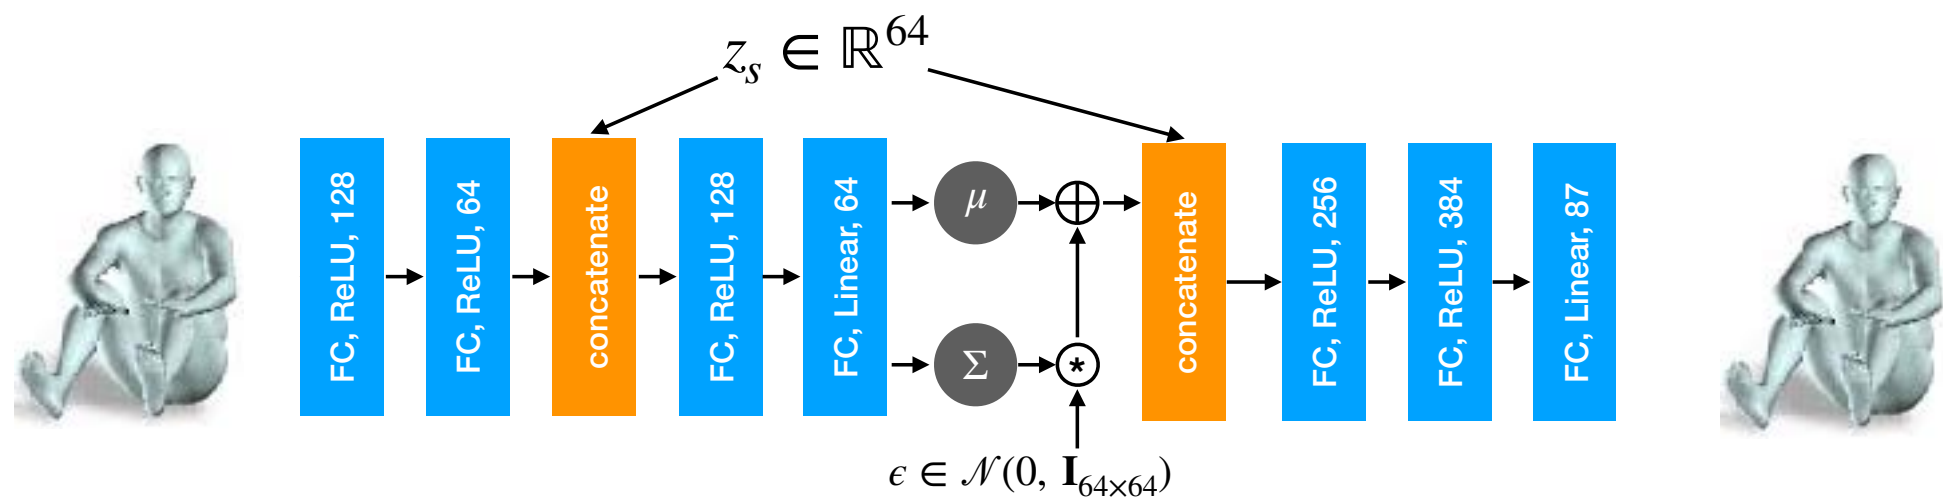 z_s ∈ ℝ^64
FC, ReLU, 128
FC, ReLU, 64
concatenate
FC, ReLU, 128
FC, Linear, 64
μ
Σ
*
ϵ ∈ 𝒩(0, I_64×64)
concatenate
FC, ReLU, 256
FC, ReLU, 384
FC, Linear, 87